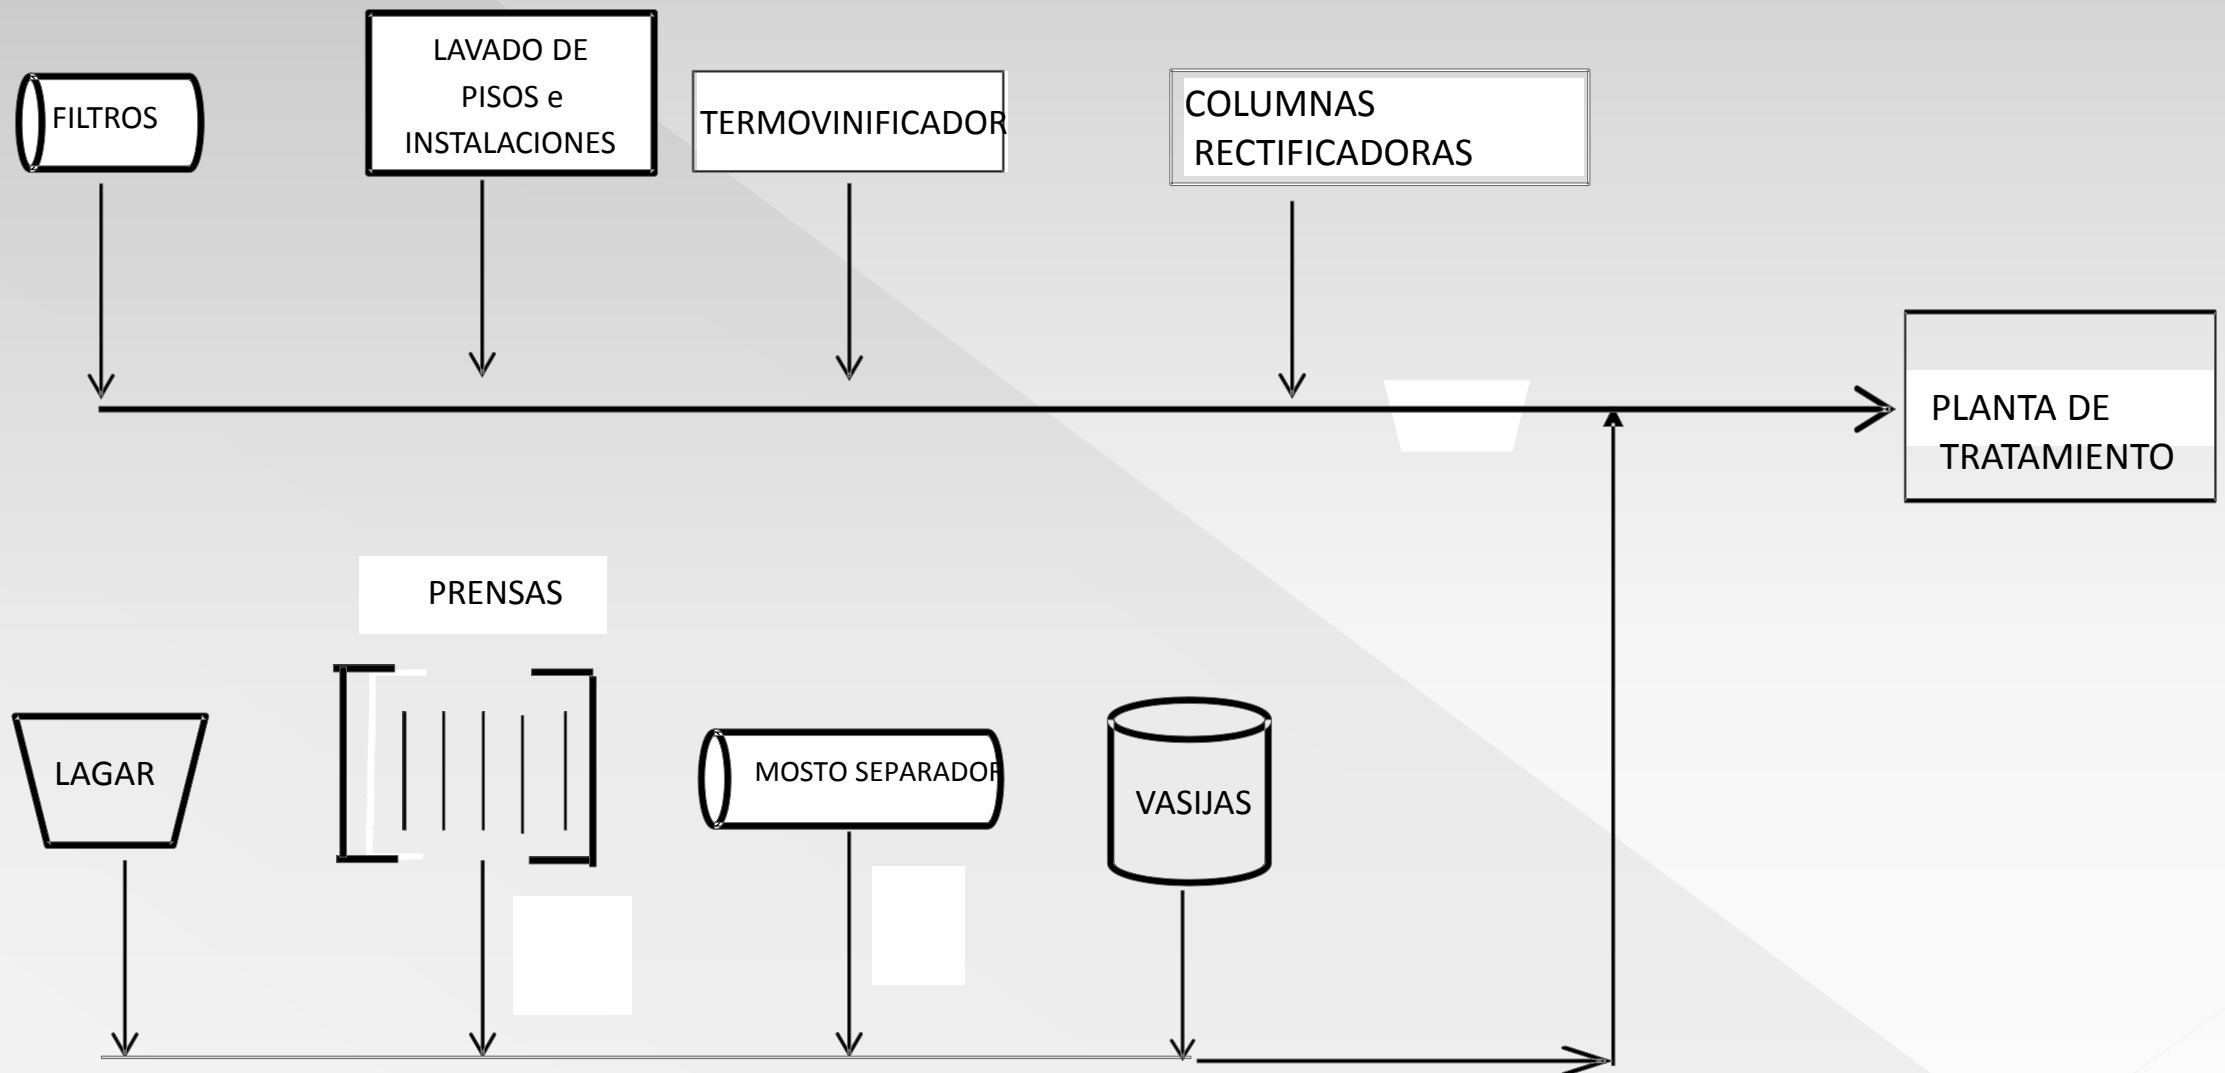 FILTROS
LAVADO DE
PISOS e
INSTALACIONES
TERMOVINIFICADOR
COLUMNAS
RECTIFICADORAS
PLANTA DE
TRATAMIENTO
PRENSAS
LAGAR
MOSTO SEPARADOR
VASIJAS